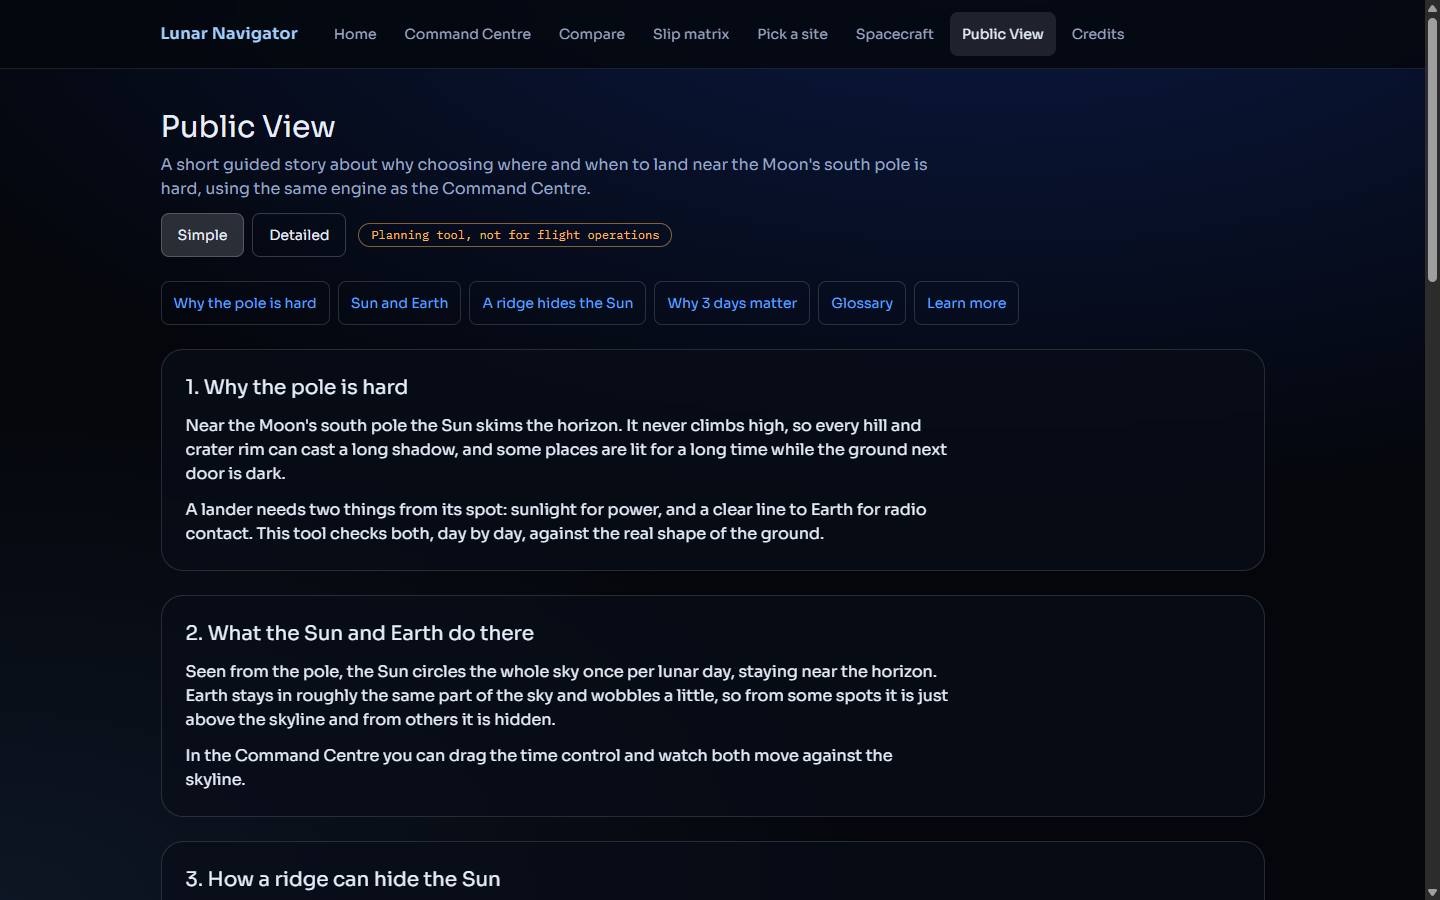 Lunar Navigator Home Command Centre Compare Slip matrix Pick a site Spacecraft Public View Credits
Public View
A short guided story about why choosing where and when to land near the Moon's south pole is
hard, using the same engine as the Command Centre.
Simple Detailed Planning tool, not for flight operations
Why the pole is hard Sun and Earth A ridge hides the Sun Why 3 days matter Glossary Learn more
1. Why the pole is hard
Near the Moon's south pole the Sun skims the horizon. It never climbs high, so every hill and
crater rim can cast a long shadow, and some places are lit for a long time while the ground next
door is dark.
A lander needs two things from its spot: sunlight for power, and a clear line to Earth for radio
contact. This tool checks both, day by day, against the real shape of the ground.
2. What the Sun and Earth do there
Seen from the pole, the Sun circles the whole sky once per lunar day, staying near the horizon.
Earth stays in roughly the same part of the sky and wobbles a little, so from some spots it is just
above the skyline and from others it is hidden.
In the Command Centre you can drag the time control and watch both move against the
skyline.
3. How a ridge can hide the Sun